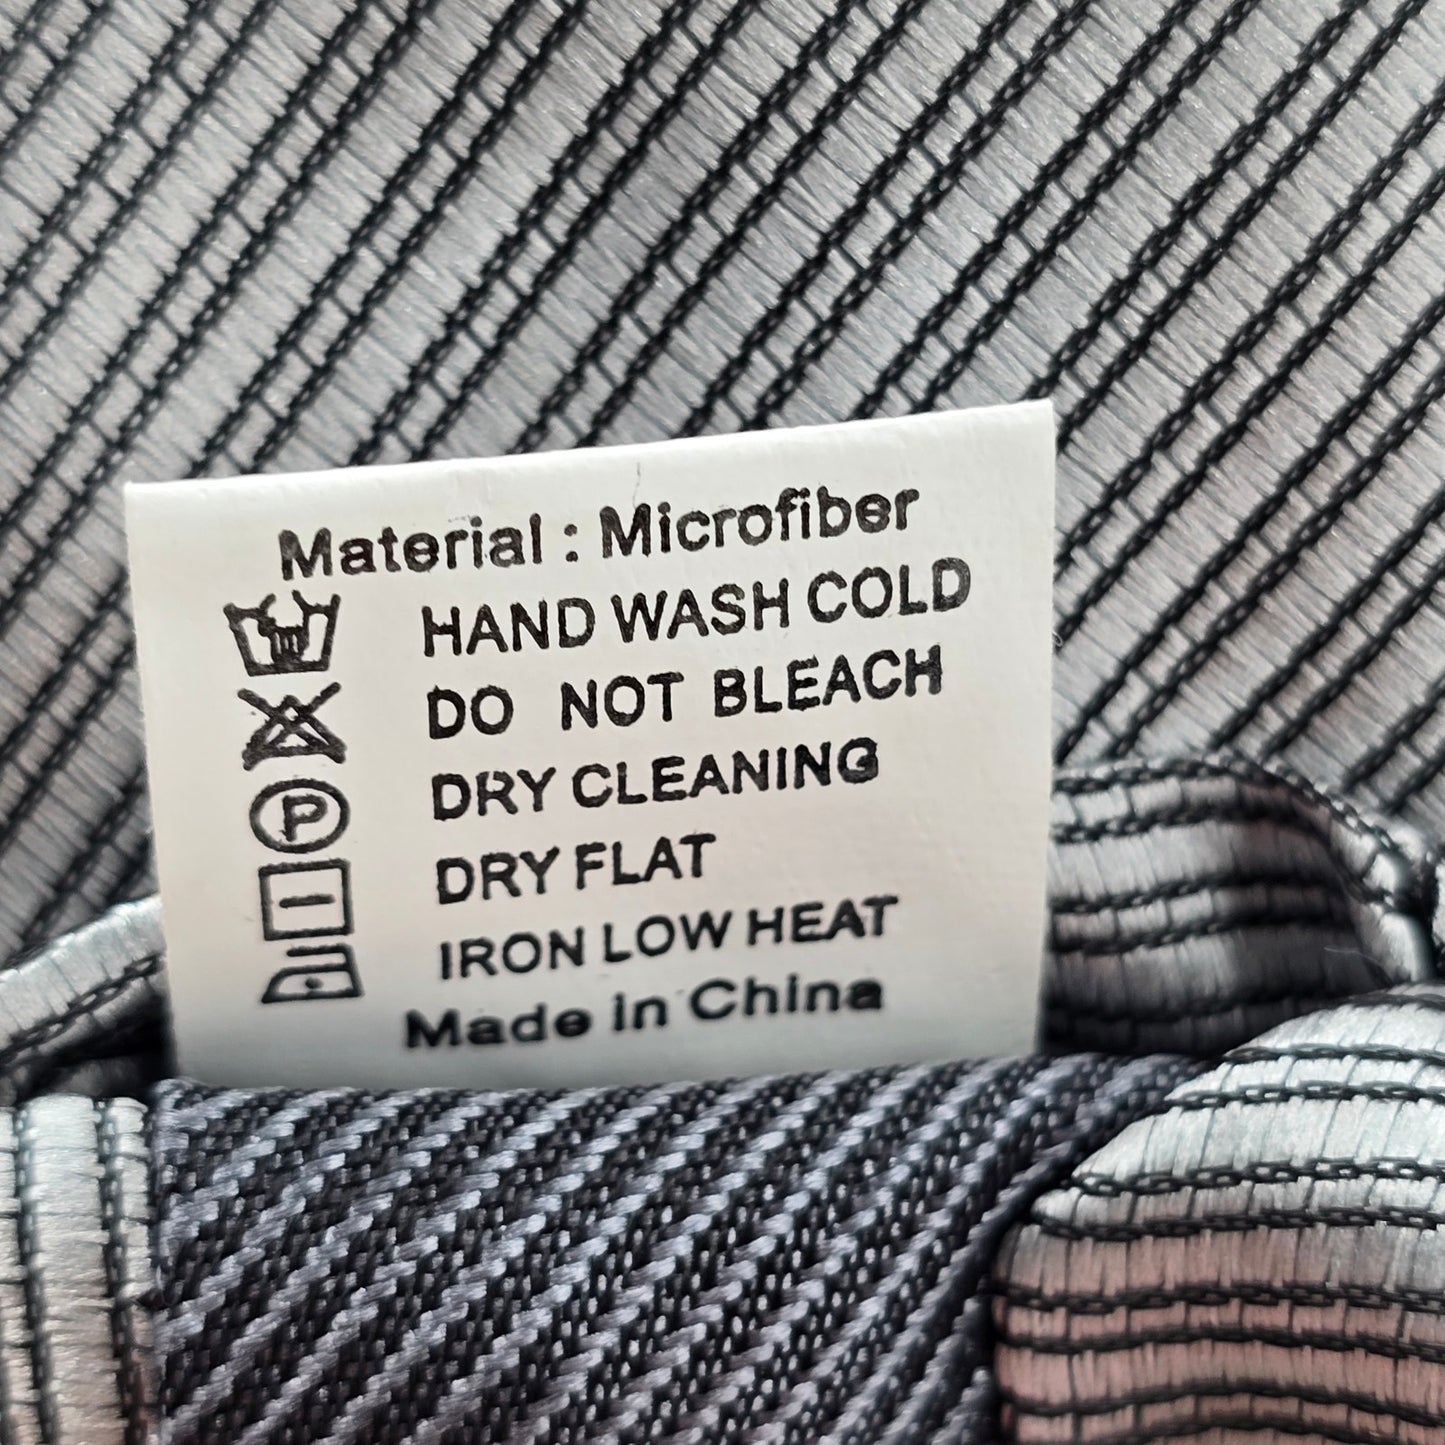 Material : Microfiber
HAND WASH COLD
DO NOT BLEACH
P DRY CLEANING
DRY FLAT
IRON LOW HEAT
Made in China